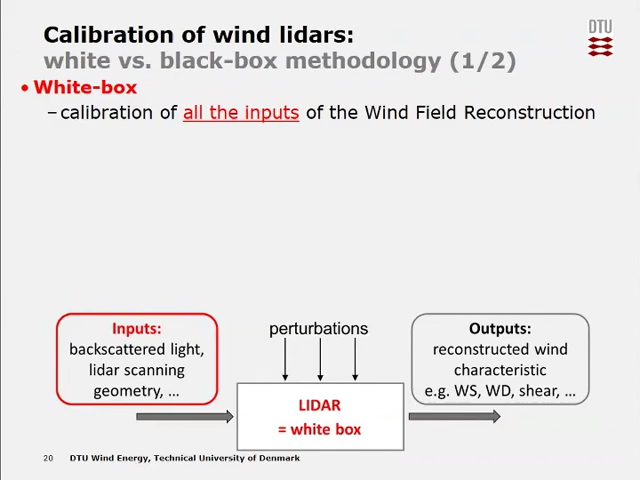 Calibration of wind lidars:
DTU
white vs. black-box methodology (1/2)
• White-box
– calibration of all the inputs of the Wind Field Reconstruction
Inputs:
backscattered light,
lidar scanning
geometry, ...
perturbations
LIDAR
= white box
Outputs:
reconstructed wind
characteristic
e.g. WS, WD, shear, ...
20 DTU Wind Energy, Technical University of Denmark